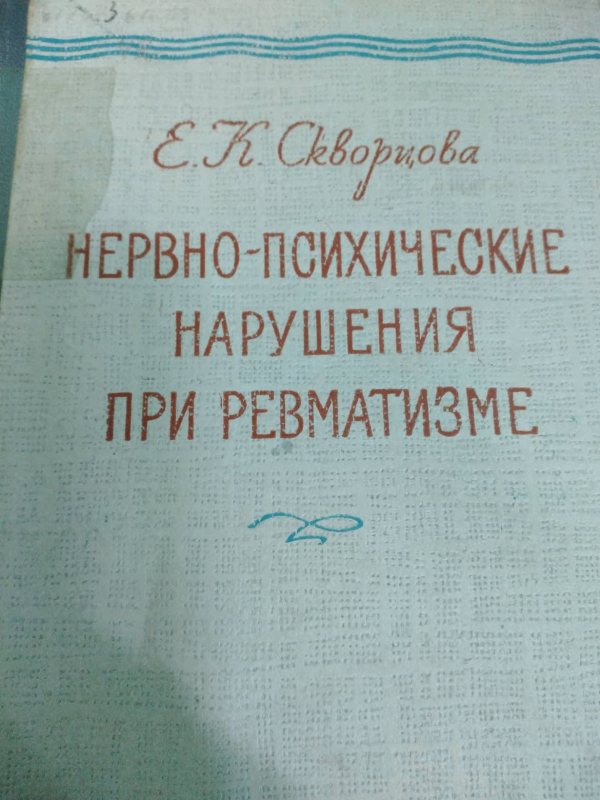 Е. К. Скворцова
НЕРВНО-ПСИХИЧЕСКИЕ
НАРУШЕНИЯ
ПРИ РЕВМАТИЗМЕ